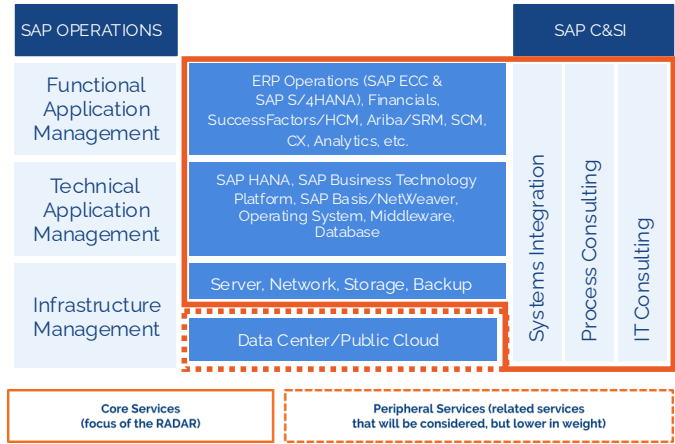 SAP OPERATIONS
SAP C&SI
Functional
Application
Management
ERP Operations (SAP ECC &
SAP S/4HANA), Financials,
SuccessFactors/HCM, Ariba/SRM, SCM,
CX, Analytics, etc.
Technical
Application
Management
SAP HANA, SAP Business Technology
Platform, SAP Basis/NetWeaver,
Operating System, Middleware,
Database
Infrastructure
Management
Server, Network, Storage, Backup
Data Center/Public Cloud
Systems Integration
Process Consulting
IT Consulting
Core Services
(focus of the RADAR)
Peripheral Services (related services
that will be considered, but lower in weight)